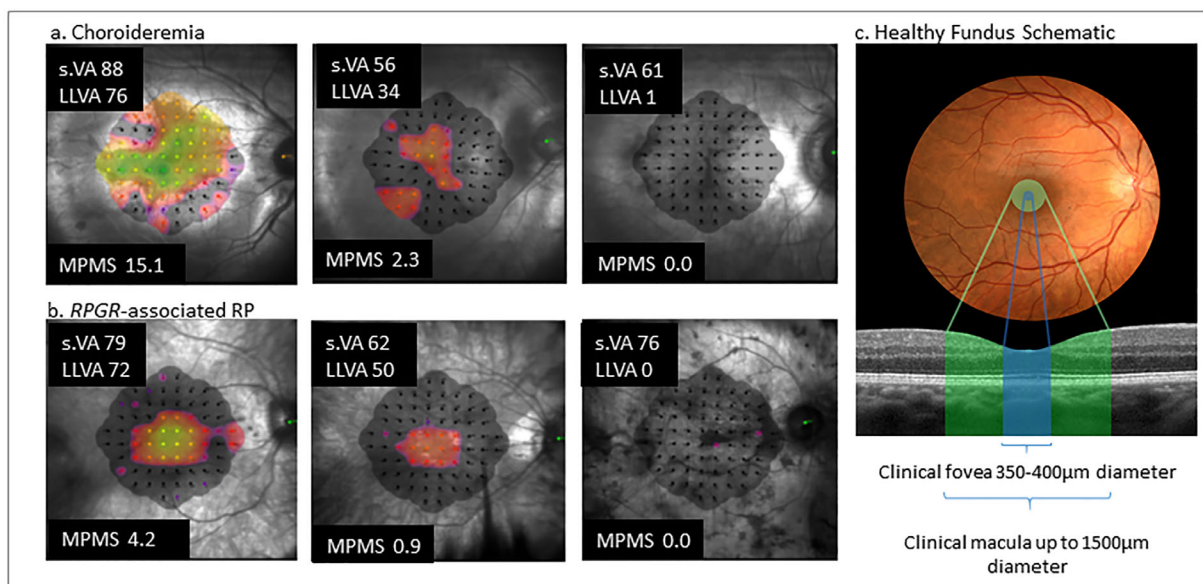 a. Choroideremia
s.VA 88
LLVA 76
MPMS 15.1
s.VA 56
LLVA 34
MPMS 2.3
s.VA 61
LLVA 1
MPMS 0.0
b. RPGR-associated RP
s.VA 79
LLVA 72
MPMS 4.2
s.VA 62
LLVA 50
MPMS 0.9
s.VA 76
LLVA 0
MPMS 0.0
c. Healthy Fundus Schematic
Clinical fovea 350-400µm diameter
Clinical macula up to 1500µm
diameter